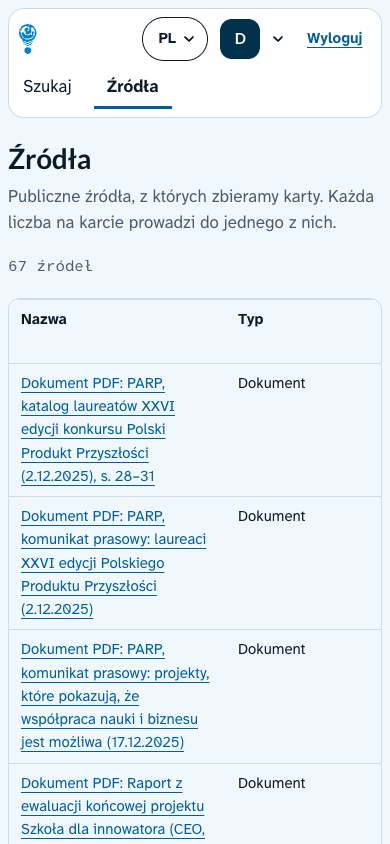 PL
D
Wyloguj
Szukaj
Źródła
Źródła
Publiczne źródła, z których zbieramy karty. Każda
liczba na karcie prowadzi do jednego z nich.
67 źródeł
Nazwa
Typ
Dokument PDF: PARP,
katalog laureatów XXVI
edycji konkursu Polski
Produkt Przyszłości
(2.12.2025), s. 28–31
Dokument
Dokument PDF: PARP,
komunikat prasowy: laureaci
XXVI edycji Polskiego
Produktu Przyszłości
(2.12.2025)
Dokument
Dokument PDF: PARP,
komunikat prasowy: projekty,
które pokazują, że
współpraca nauki i biznesu
jest możliwa (17.12.2025)
Dokument
Dokument PDF: Raport z
ewaluacji końcowej projektu
Szkoła dla innowatora (CEO,
Dokument